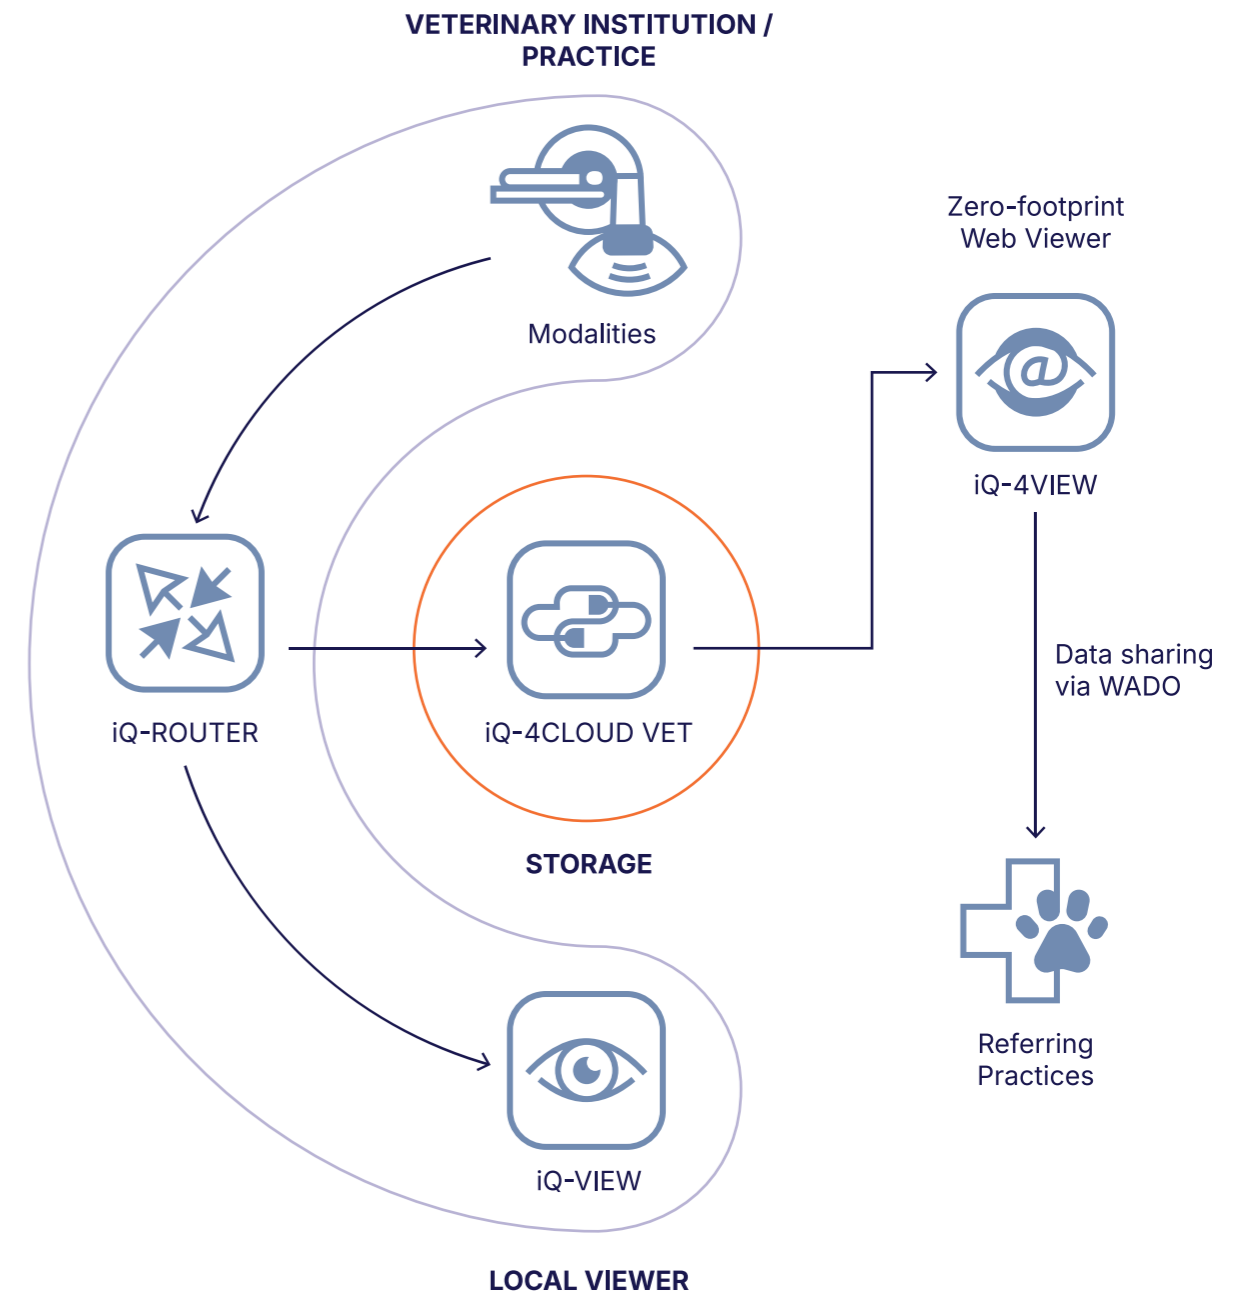 VETERINARY INSTITUTION /
PRACTICE
Modalities
Zero-footprint
Web Viewer
@
iQ-4VIEW
iQ-ROUTER
iQ-4CLOUD VET
Data sharing
via WADO
STORAGE
Referring
Practices
iQ-VIEW
LOCAL VIEWER